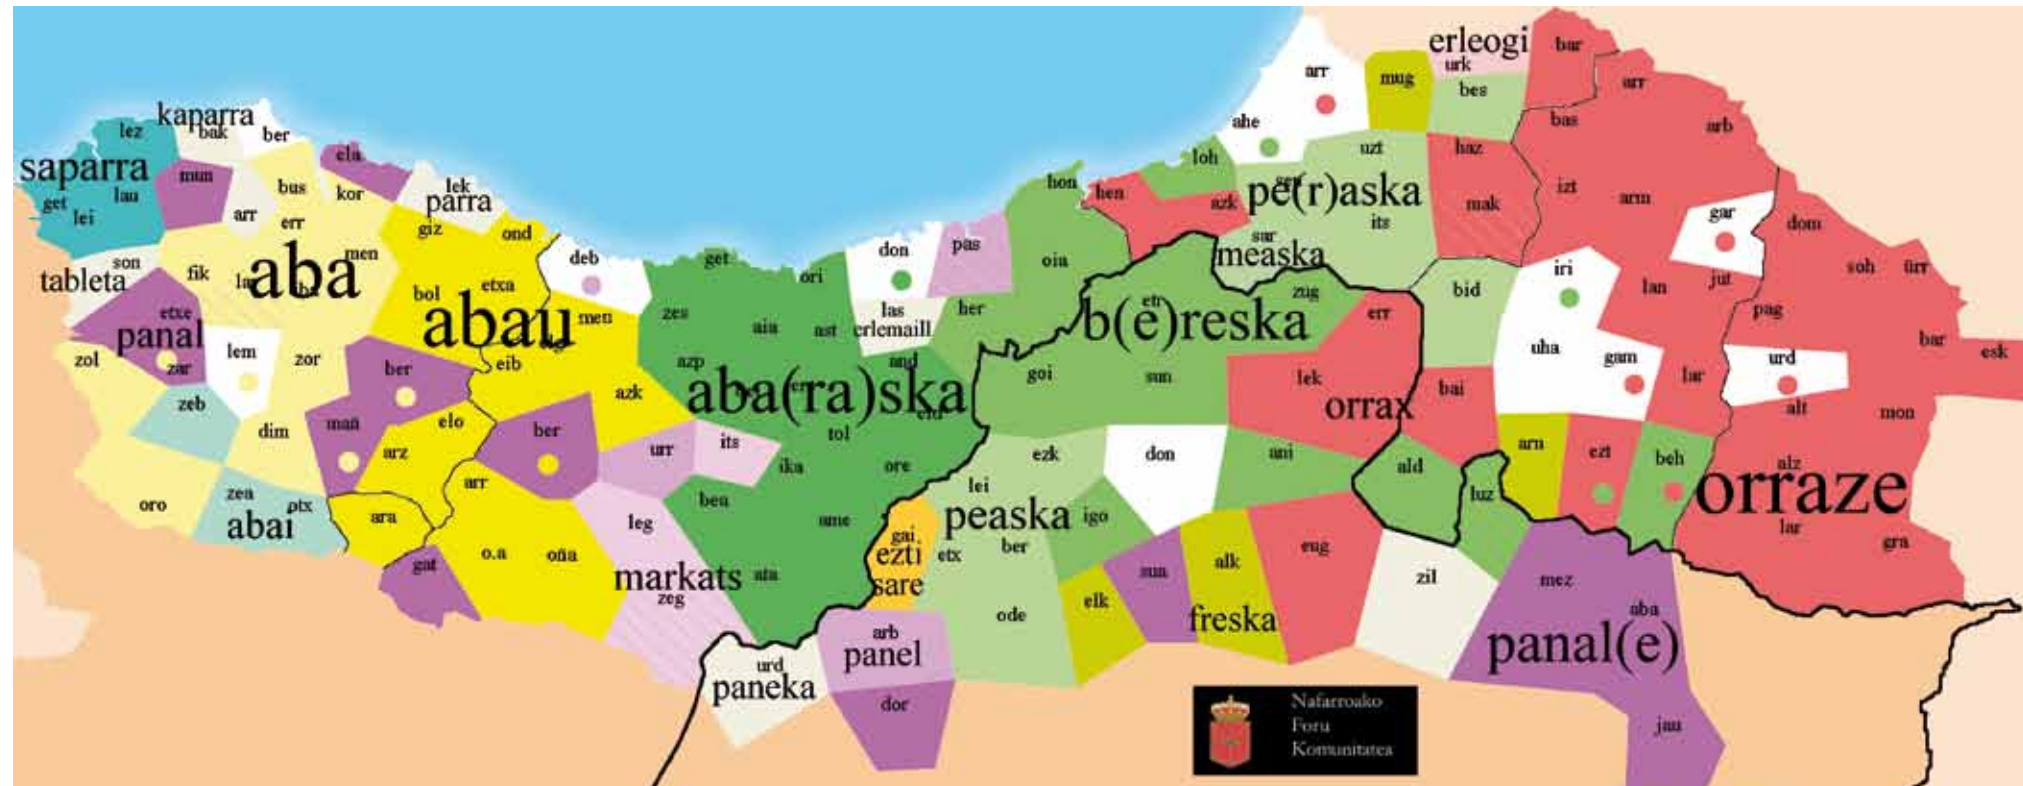 erleogi
bar
urk
arr
mug
bes
arr
kaparra
lez
bak
ber
ahe
bas
arb
saparra
mun
ela
loh
uzt
haz
lau
bus
kor
lek
parra
hon
hen
azk
pe(r)aska
izt
arm
mak
get
lei
arr
err
giz
ond
its
gar
dom
son
tableta
fik
aba
men
deb
get
ori
don
pas
oia
sar
measka
iri
soh
ürr
lan
jut
bol
etxa
etxe
panal
zar
abau
men
zes
aia
ast
las
erlemaill
her
b(e)reska
zug
err
bid
pag
zol
lem
zor
ber
eib
azp
and
goi
sun
lek
uha
gam
lar
urd
bar
esk
zeb
azk
aba(ra)ska
orrax
bai
alt
mon
dim
mañ
elo
arz
ber
urr
its
tol
ika
ore
ezk
don
ani
ald
arn
ezt
beh
alz
oro
zea
otx
abai
ara
arr
bea
lei
peaska
igo
luz
orraze
lar
gra
leg
ame
gai
ezti
sare
etx
ber
o.a
oña
gat
markats
zeg
ata
sun
alk
eug
zil
mez
elk
ode
freska
aba
panal(e)
arb
panel
urd
paneka
dor
jau
Nafarroako
Foru
Komunitatea